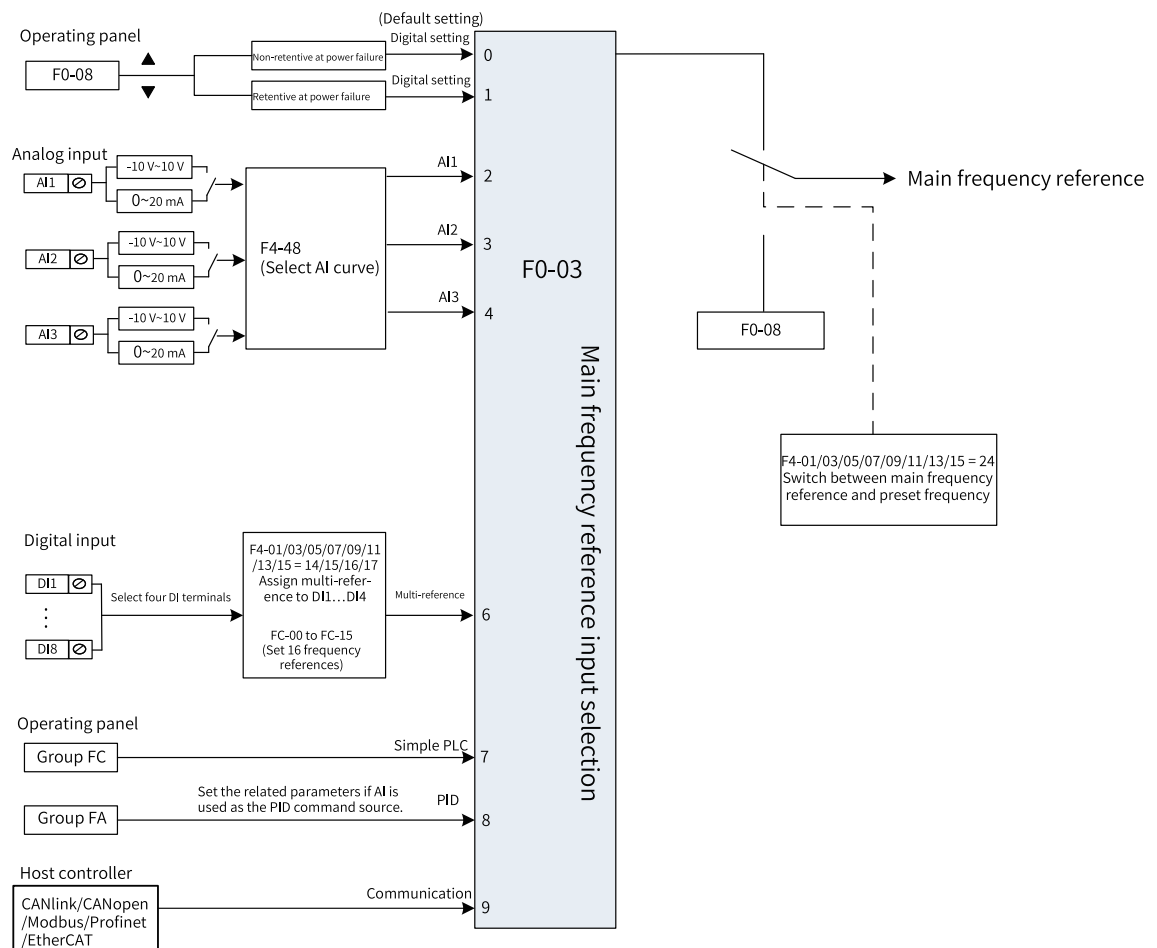 (Default setting)
Operating panel
F0-08
Non-retentive at power failure
Digital setting
0
Retentive at power failure
Digital setting
1
Analog input
AI1
-10 V~10 V
0~20 mA
AI2
-10 V~10 V
0~20 mA
AI3
-10 V~10 V
0~20 mA
F4-48
(Select AI curve)
AI1
2
AI2
3
AI3
4
Digital input
DI1
DI8
Select four DI terminals
F4-01/03/05/07/09/11
/13/15 = 14/15/16/17
Assign multi-refer-
ence to DI1...DI4
FC-00 to FC-15
(Set 16 frequency
references)
Multi-reference
6
Operating panel
Group FC
Simple PLC
7
Group FA
Set the related parameters if AI is
used as the PID command source.
PID
8
Host controller
CANlink/CANopen
/Modbus/Profinet
/EtherCAT
Communication
9
F0-03
Main frequency reference input selection
Main frequency reference
F0-08
F4-01/03/05/07/09/11/13/15 = 24
Switch between main frequency
reference and preset frequency